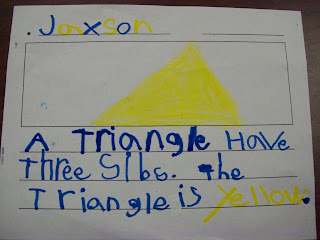 . Jaxson
A Triangle Have
Three Sibs. the
Triangle is yellow.